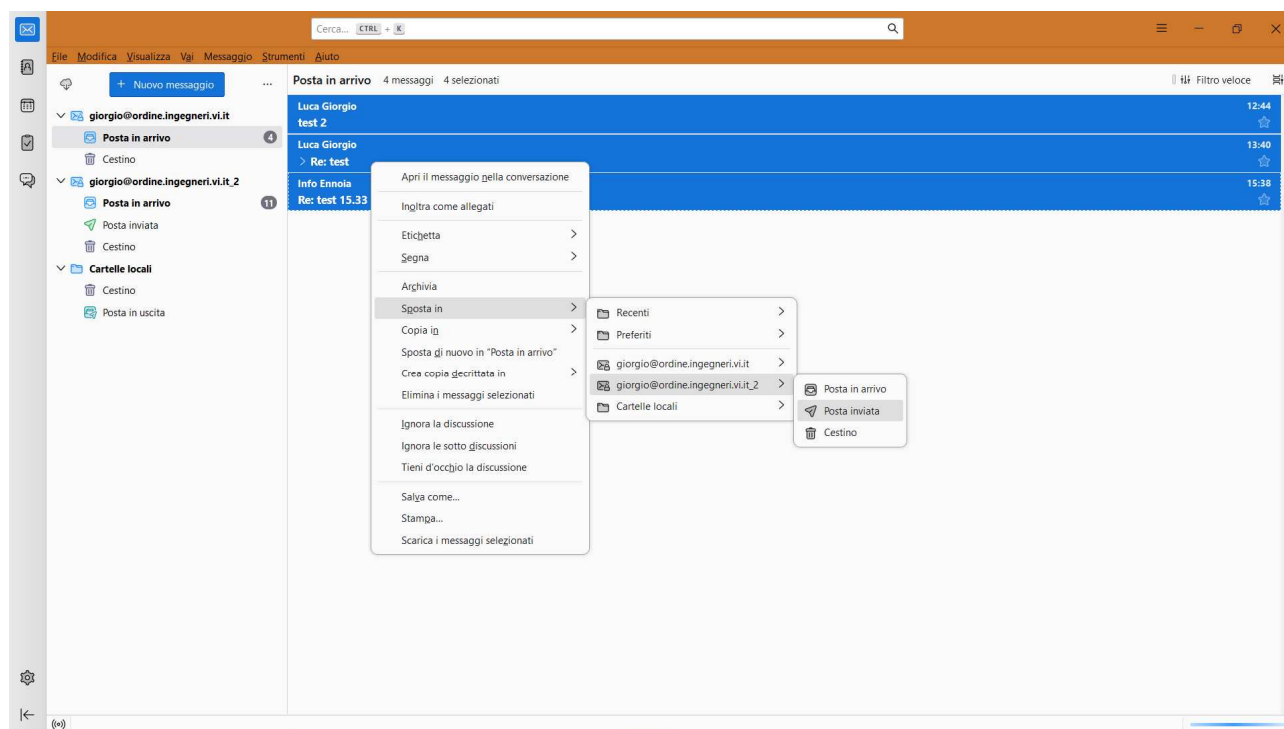 Cerca... CTRL + K
File Modifica Visualizza Vai Messaggio Strumenti Aiuto
+ Nuovo messaggio
giorgio@ordine.ingegneri.vi.it
Posta in arrivo 4
Cestino
giorgio@ordine.ingegneri.vi.it_2
Posta in arrivo 11
Posta inviata
Cestino
Cartelle locali
Cestino
Posta in uscita
Posta in arrivo 4 messaggi 4 selezionati
Filtro veloce
Luca Giorgio 12:44
test 2
Luca Giorgio 13:40
Re: test
Info Ennoia 15:38
Re: test 15.33
Apri il messaggio nella conversazione
Inoltra come allegati
Etichetta
Segna
Archivia
Sposta in
Copia in
Sposta di nuovo in "Posta in arrivo"
Crea copia decrittata in
Elimina i messaggi selezionati
Ignora la discussione
Ignora le sotto discussioni
Tieni d'occhio la discussione
Salva come...
Stampa...
Scarica i messaggi selezionati
Recenti
Preferiti
giorgio@ordine.ingegneri.vi.it
giorgio@ordine.ingegneri.vi.it_2
Cartelle locali
Posta in arrivo
Posta inviata
Cestino